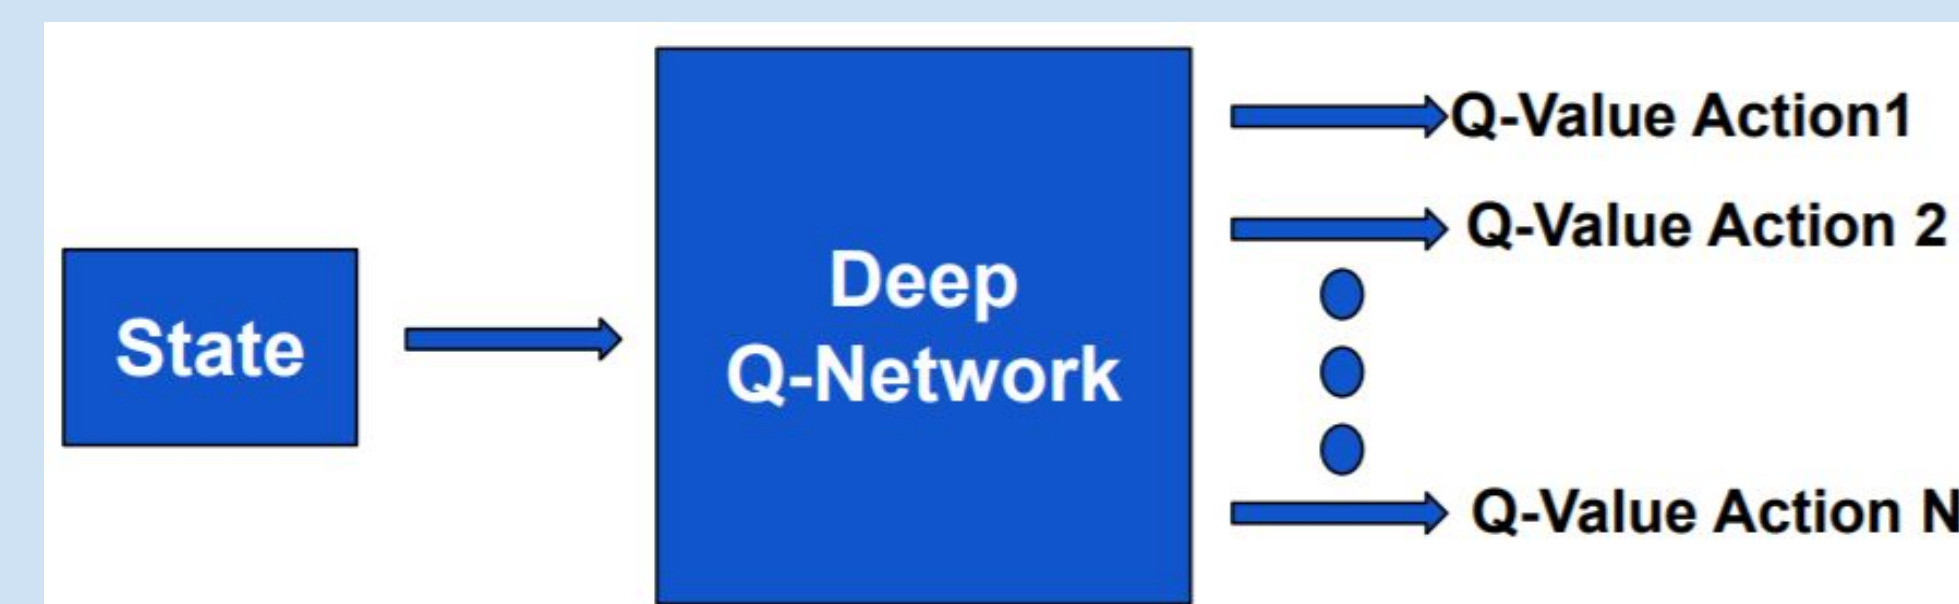 State
Deep
Q-Network
Q-Value Action1
Q-Value Action 2
Q-Value Action N